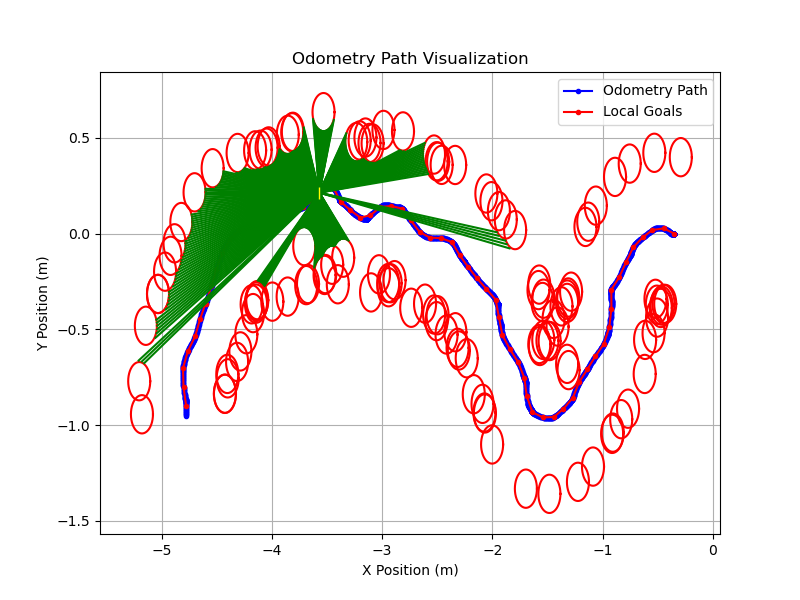 Odometry Path Visualization
Odometry Path
Local Goals
Y Position (m)
0.5
0.0
−0.5
−1.0
−1.5
−5
−4
−3
−2
−1
0
X Position (m)